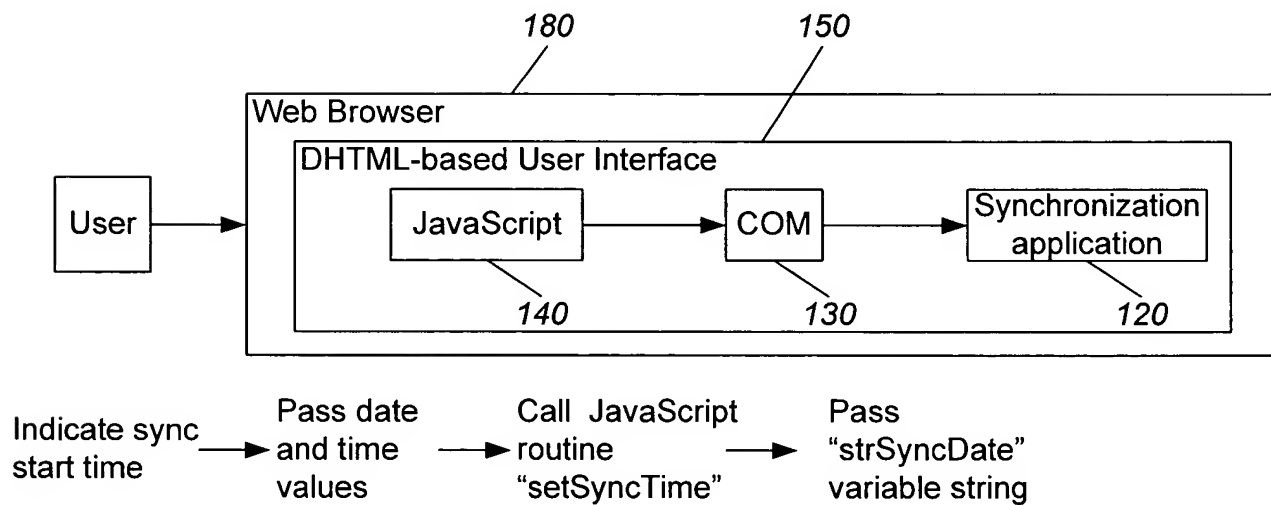 180
150
Web Browser
DHTML-based User Interface
User
JavaScript
COM
Synchronization
application
140
130
120
Indicate sync
start time
Pass date
and time
values
Call JavaScript
routine
“setSyncTime”
Pass
“strSyncDate”
variable string